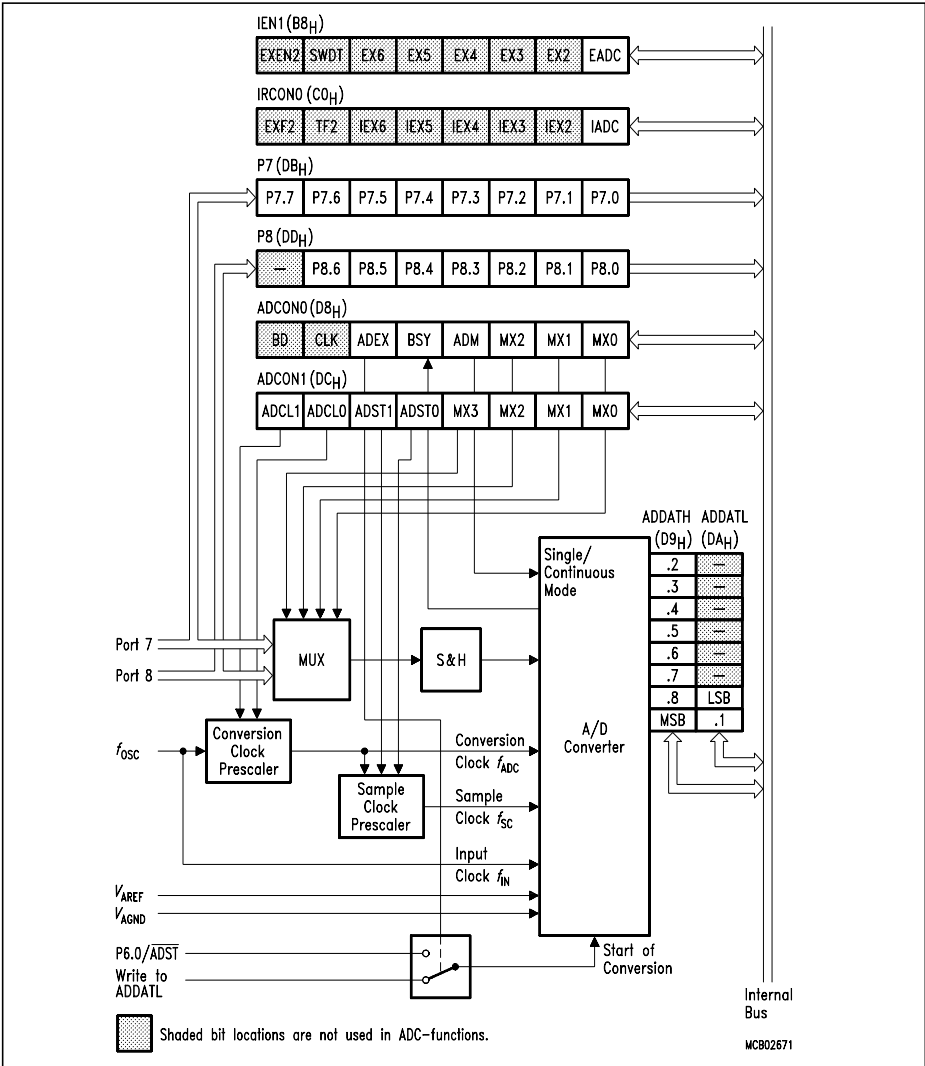 IEN1 (B8H)
EXEN2 SWDT EX6 EX5 EX4 EX3 EX2 EADC
IRCON0 (C0H)
EXF2 TF2 IEX6 IEX5 IEX4 IEX3 IEX2 IADC
P7 (DBH)
P7.7 P7.6 P7.5 P7.4 P7.3 P7.2 P7.1 P7.0
P8 (DDH)
– P8.6 P8.5 P8.4 P8.3 P8.2 P8.1 P8.0
ADCON0 (D8H)
BD CLK ADEX BSY ADM MX2 MX1 MX0
ADCON1 (DCH)
ADCL1 ADCL0 ADST1 ADST0 MX3 MX2 MX1 MX0
ADDATH ADDATL
(D9H) (DAH)
.2 –
.3 –
.4 –
.5 –
.6 –
.7 –
.8 LSB
MSB .1
Single/
Continuous
Mode
Port 7
Port 8
MUX
S&H
A/D
Converter
fOSC
Conversion
Clock
Prescaler
Conversion
Clock fADC
Sample
Clock
Prescaler
Sample
Clock fSC
Input
Clock fIN
VAREF
VAGND
P6.0/ADST
Write to
ADDATL
Start of
Conversion
Internal
Bus
Shaded bit locations are not used in ADC-functions.
MCB02671